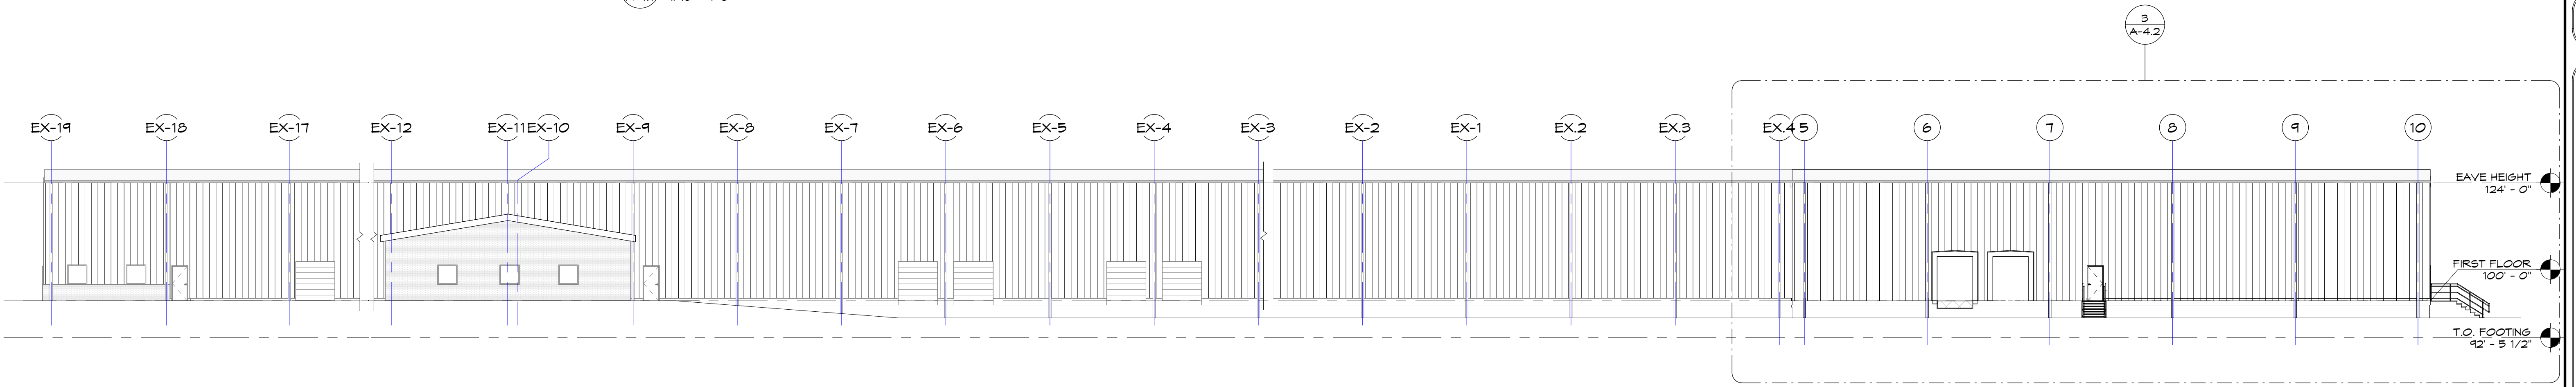 3
A-4.2
EX-19 EX-18 EX-17 EX-12 EX-11 EX-10 EX-9 EX-8 EX-7 EX-6 EX-5 EX-4 EX-3 EX-2 EX-1 EX.2 EX.3 EX.4 5 6 7 8 9 10
EAVE HEIGHT
124' - 0"
FIRST FLOOR
100' - 0"
T.O. FOOTING
92' - 5 1/2"